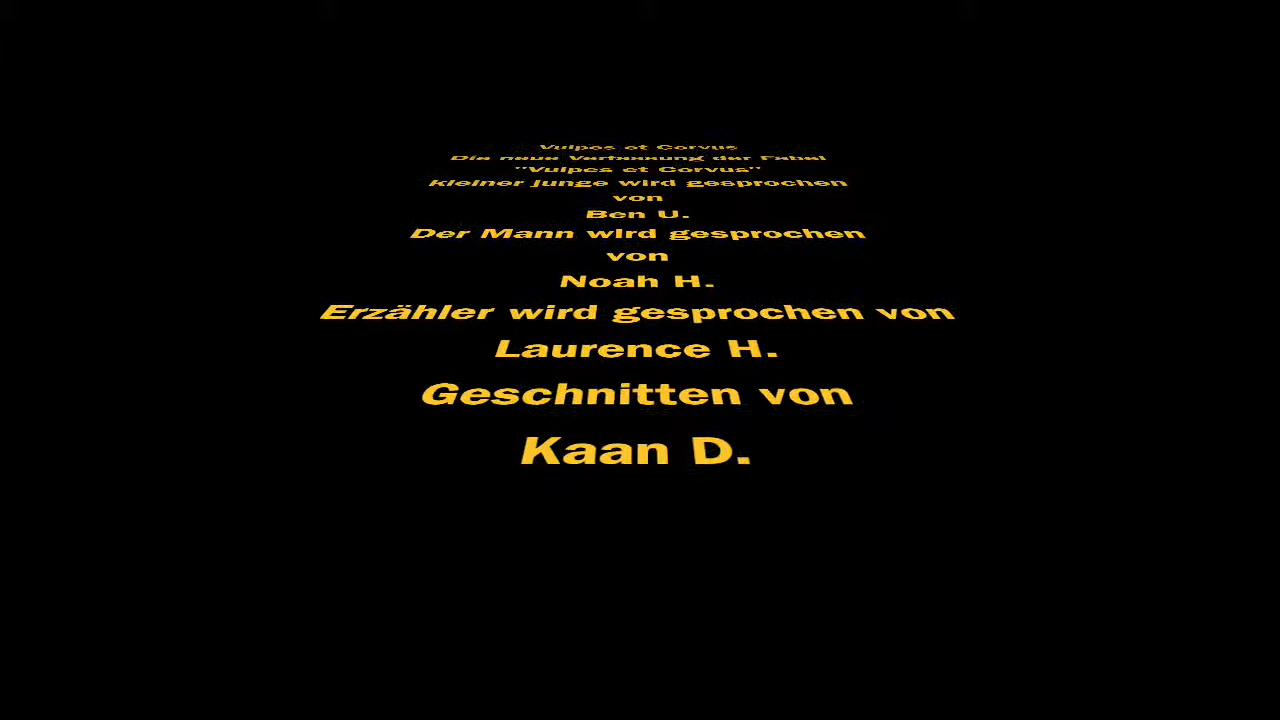 Vulpes et Corvus
Die neue Verfassung der Fabel
"Vulpes et Corvus"
kleiner Junge wird gesprochen
von
Ben U.
Der Mann wird gesprochen
von
Noah H.
Erzähler wird gesprochen von
Laurence H.
Geschnitten von
Kaan D.